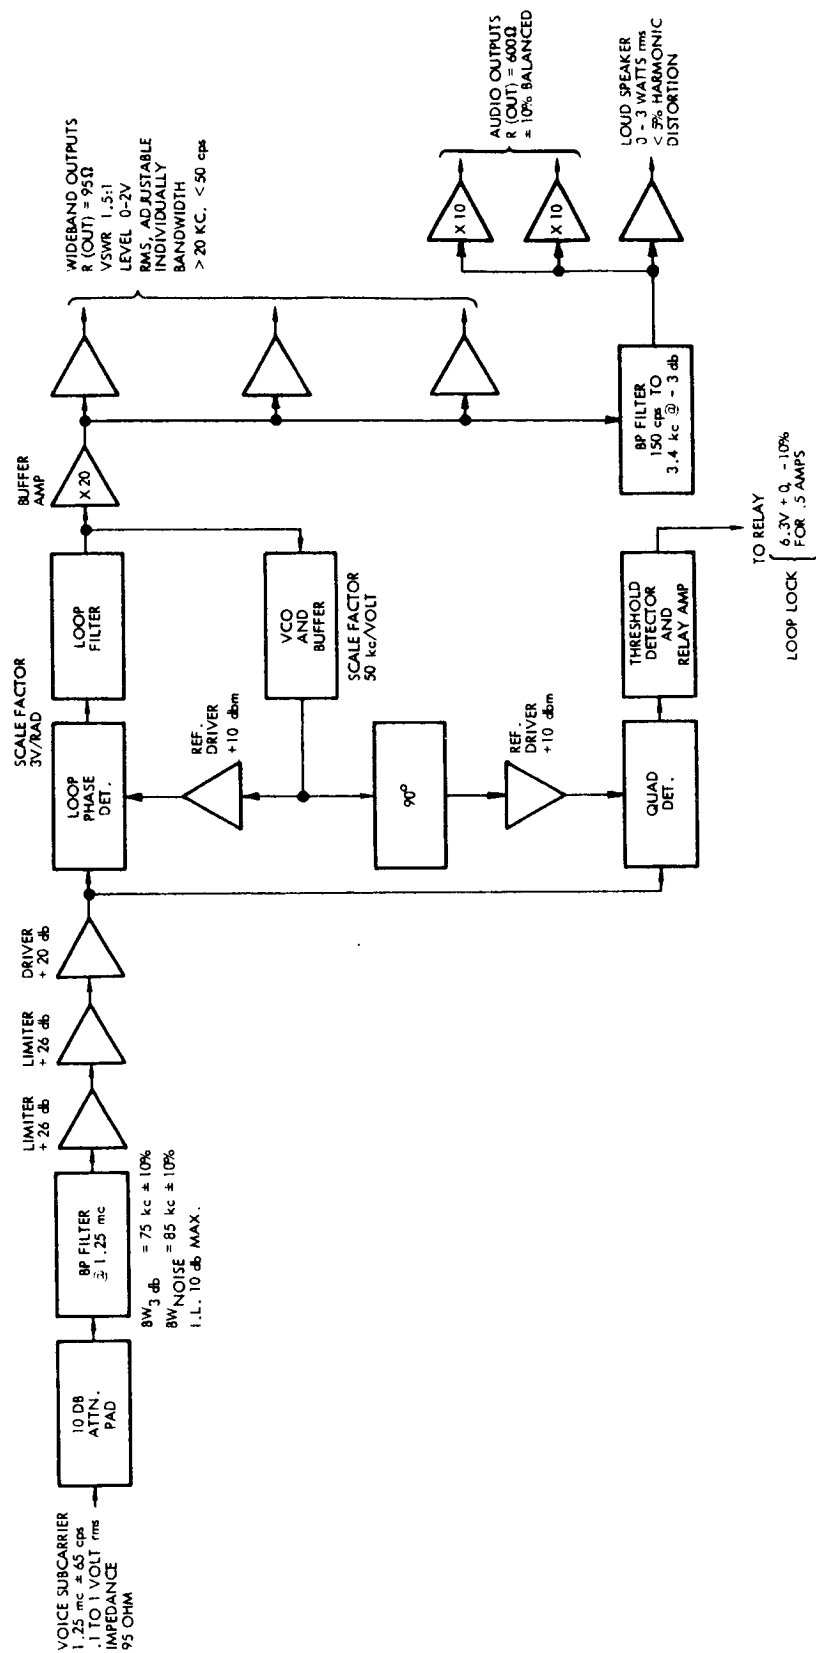 VOICE SUBCARRIER
1.25 mc ± 65 cps
.1 TO 1 VOLT rms
IMPEDANCE
95 OHM
10 DB
ATTN.
PAD
BP FILTER
@ 1.25 mc
BW3 db = 75 kc ± 10%
BWNOISE = 85 kc ± 10%
I.L. 10 db MAX.
LIMITER
+ 26 db
LIMITER
+ 26 db
DRIVER
+ 20 db
SCALE FACTOR
3V/RAD
LOOP
PHASE
DET.
LOOP
FILTER
BUFFER
AMP
X 20
WIDEBAND OUTPUTS
R (OUT) = 95Ω
VSWR 1.5:1
LEVEL 0-2V
RMS, ADJUSTABLE
INDIVIDUALLY
BANDWIDTH
> 20 KC, < 50 cps
REF.
DRIVER
+10 dbm
VCO
AND
BUFFER
SCALE FACTOR
50 kc/VOLT
90°
REF.
DRIVER
+10 dbm
QUAD
DET.
THRESHOLD
DETECTOR
AND
RELAY AMP
TO RELAY
LOOP LOCK { 6.3V + 0, -10%
FOR .5 AMPS
BP FILTER
150 cps TO
3.4 kc @ - 3 db
X 10
X 10
AUDIO OUTPUTS
R (OUT) = 600Ω
± 10% BALANCED
LOUD SPEAKER
0 - 3 WATTS rms
< 5% HARMONIC
DISTORTION